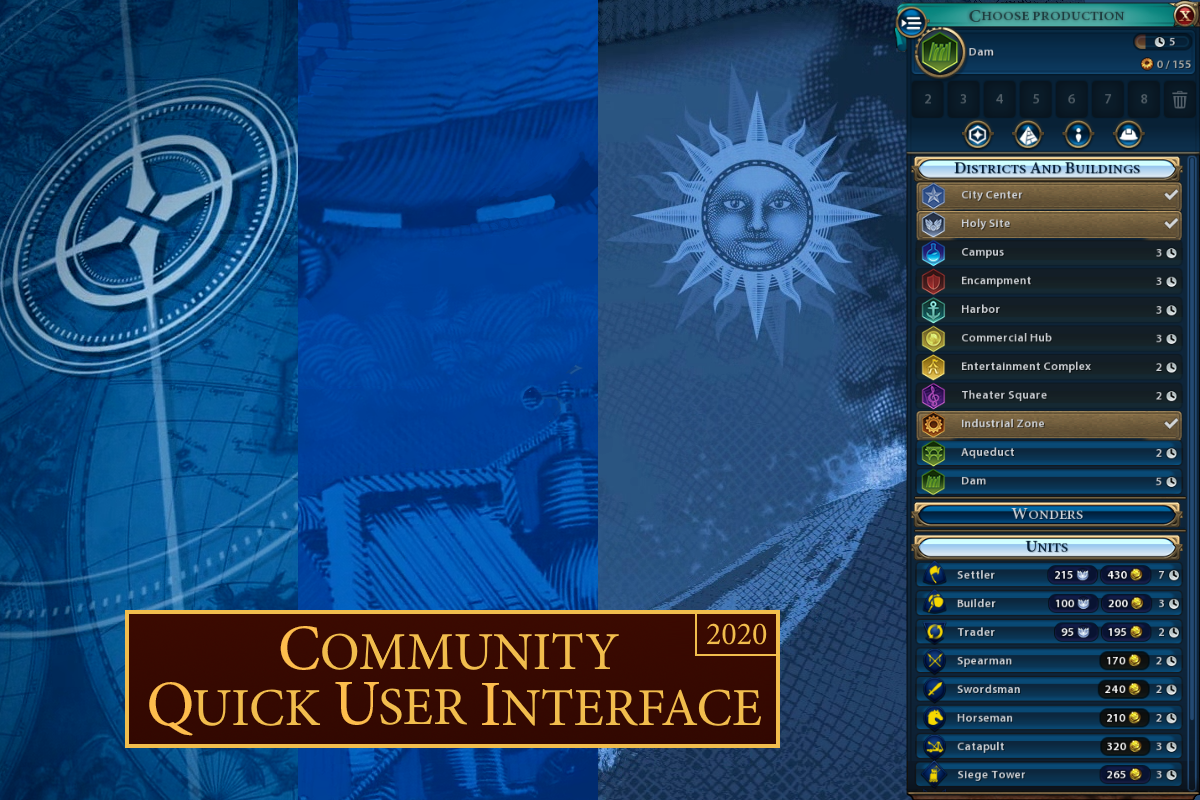 COMMUNITY
2020
QUICK USER INTERFACE
CHOOSE PRODUCTION
X
Dam
5
0 / 155
2 3 4 5 6 7 8
DISTRICTS AND BUILDINGS
City Center
Holy Site
Campus 3
Encampment 3
Harbor 3
Commercial Hub 3
Entertainment Complex 2
Theater Square 2
Industrial Zone
Aqueduct 2
Dam 5
WONDERS
UNITS
Settler 215 430 7
Builder 100 200 3
Trader 95 195 2
Spearman 170 2
Swordsman 240 2
Horseman 210 2
Catapult 320 3
Siege Tower 265 3